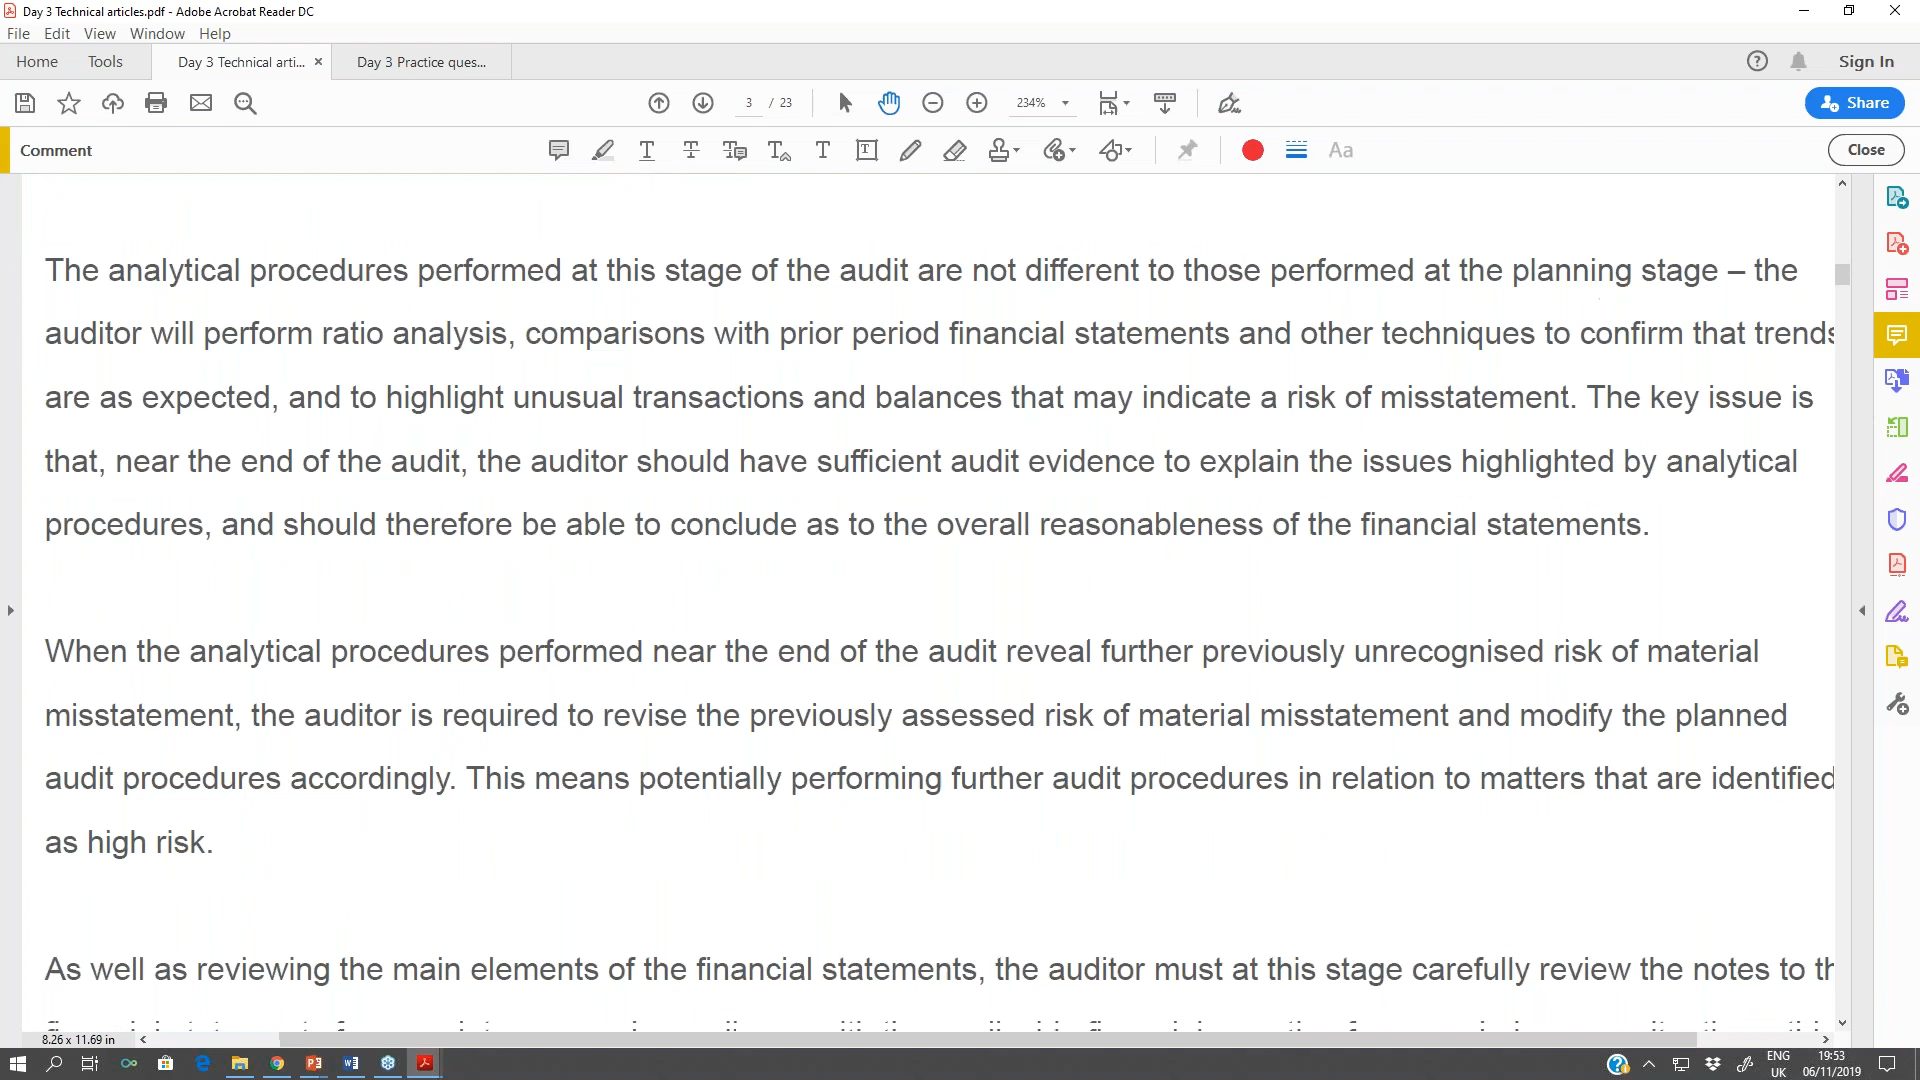 Day 3 Technical articles.pdf - Adobe Acrobat Reader DC
File Edit View Window Help
Home Tools Day 3 Technical arti... × Day 3 Practice ques... Sign In
3 / 23 234% Share
Comment Aa Close
The analytical procedures performed at this stage of the audit are not different to those performed at the planning stage – the
auditor will perform ratio analysis, comparisons with prior period financial statements and other techniques to confirm that trends
are as expected, and to highlight unusual transactions and balances that may indicate a risk of misstatement. The key issue is
that, near the end of the audit, the auditor should have sufficient audit evidence to explain the issues highlighted by analytical
procedures, and should therefore be able to conclude as to the overall reasonableness of the financial statements.
When the analytical procedures performed near the end of the audit reveal further previously unrecognised risk of material
misstatement, the auditor is required to revise the previously assessed risk of material misstatement and modify the planned
audit procedures accordingly. This means potentially performing further audit procedures in relation to matters that are identified
as high risk.
As well as reviewing the main elements of the financial statements, the auditor must at this stage carefully review the notes to
8.26 x 11.69 in
ENG 19:53
UK 06/11/2019